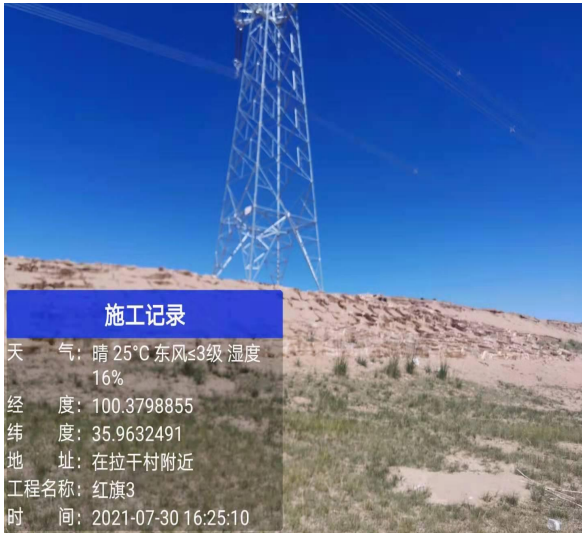 施工记录
天 气：晴 25°C 东风≤3级 湿度
16%
经 度：100.3798855
纬 度：35.9632491
地 址：在拉干村附近
工程名称：红旗3
时 间：2021-07-30 16:25:10